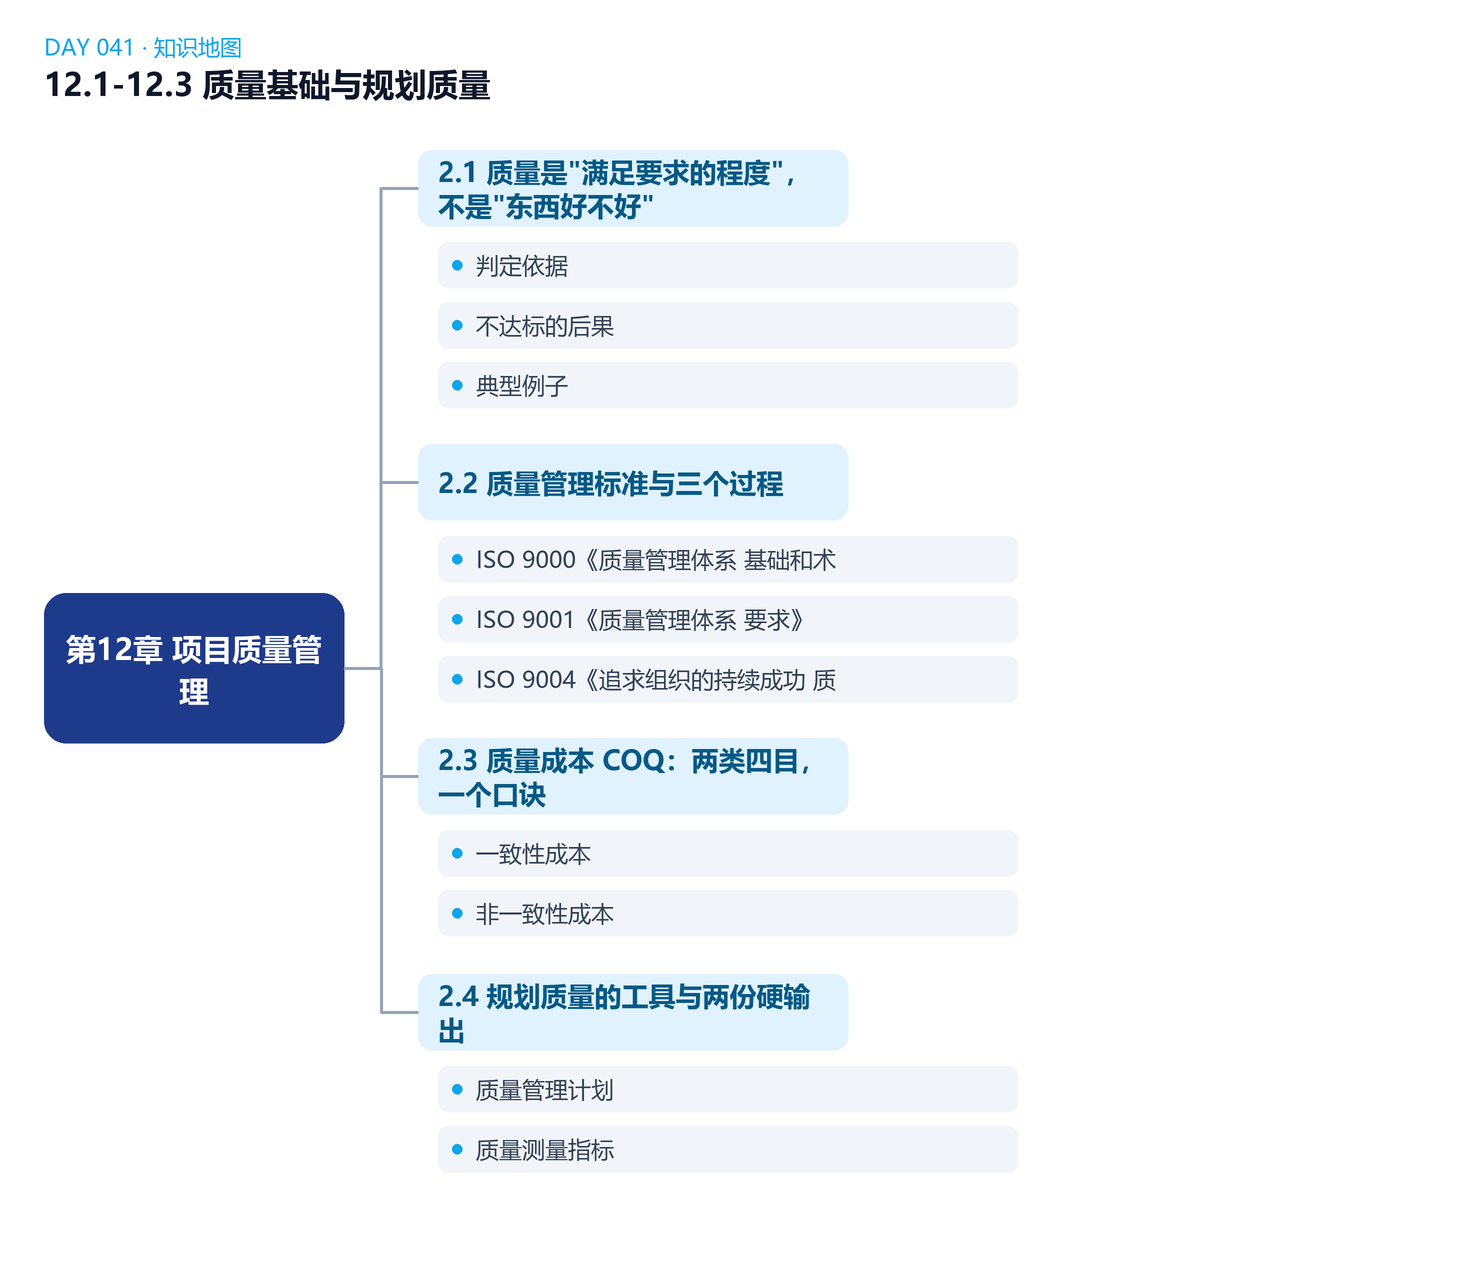 DAY 041 · 知识地图
12.1-12.3 质量基础与规划质量
第12章 项目质量管
理
2.1 质量是"满足要求的程度"，
不是"东西好不好"
判定依据
不达标的后果
典型例子
2.2 质量管理标准与三个过程
ISO 9000《质量管理体系 基础和术
ISO 9001《质量管理体系 要求》
ISO 9004《追求组织的持续成功 质
2.3 质量成本 COQ：两类四目，
一个口诀
一致性成本
非一致性成本
2.4 规划质量的工具与两份硬输
出
质量管理计划
质量测量指标